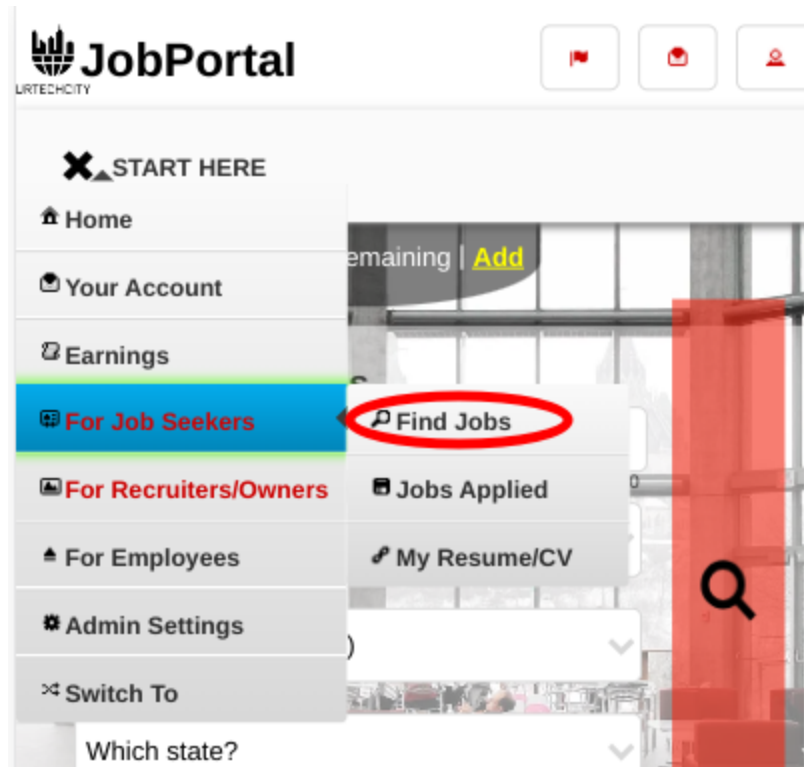 JobPortal
URTECHCITY
START HERE
Home
emaining | Add
Your Account
Earnings
s
For Job Seekers
Find Jobs
For Recruiters/Owners
Jobs Applied
0
For Employees
My Resume/CV
Admin Settings
)
Switch To
Which state?